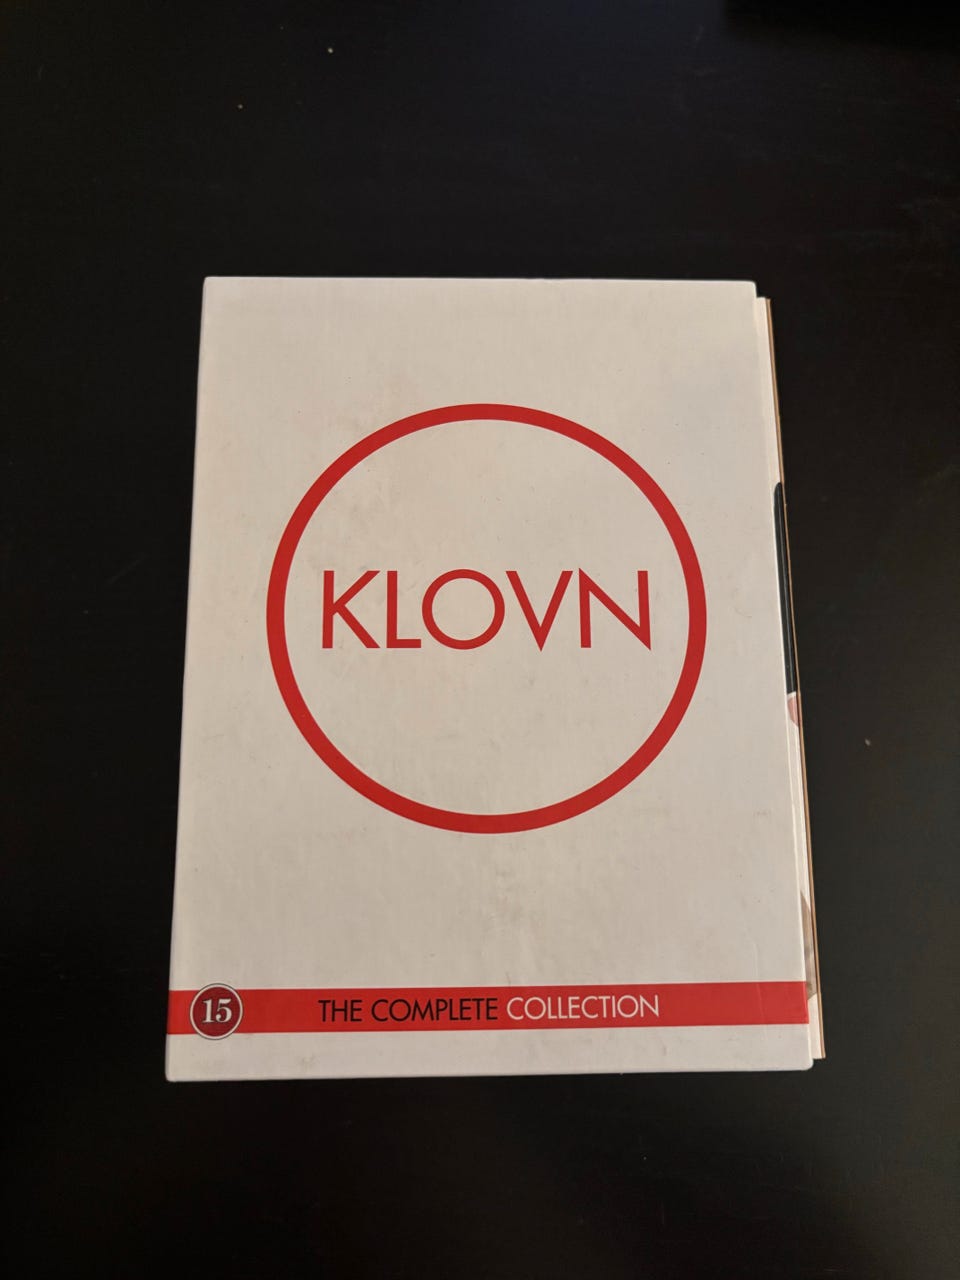 KLOVN
15 THE COMPLETE COLLECTION